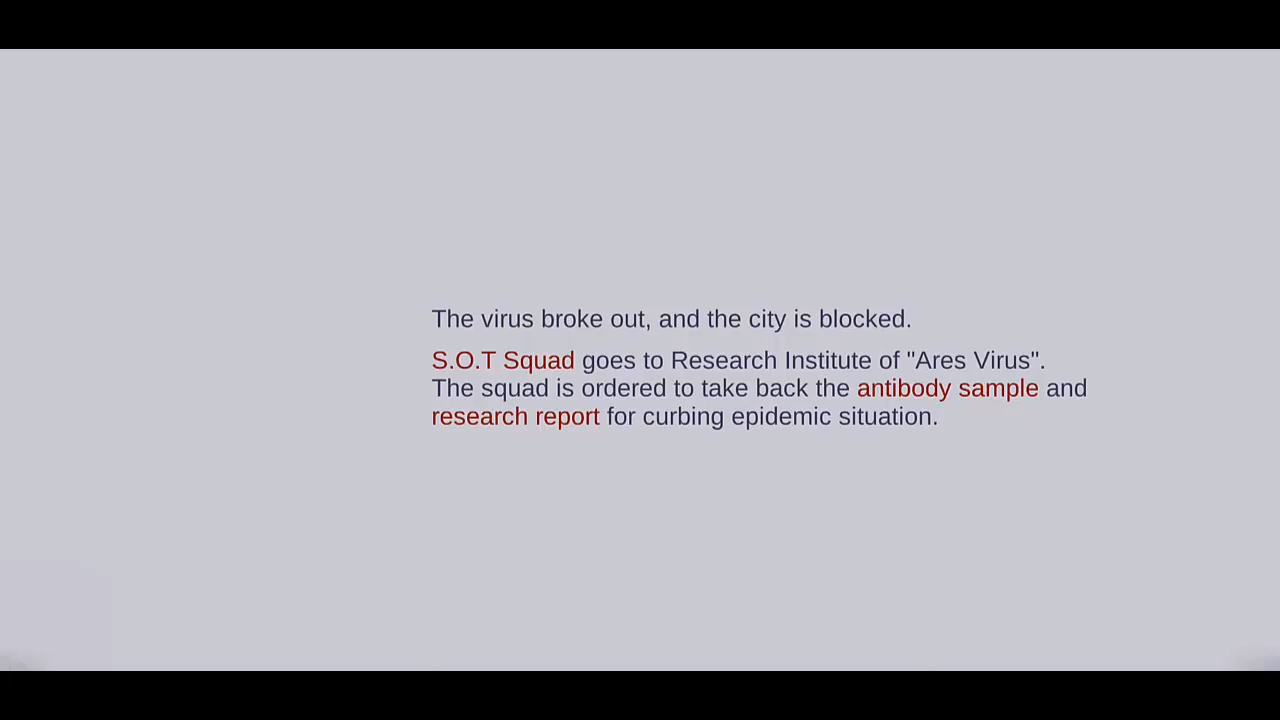 The virus broke out, and the city is blocked.
S.O.T Squad goes to Research Institute of "Ares Virus".
The squad is ordered to take back the antibody sample and
research report for curbing epidemic situation.